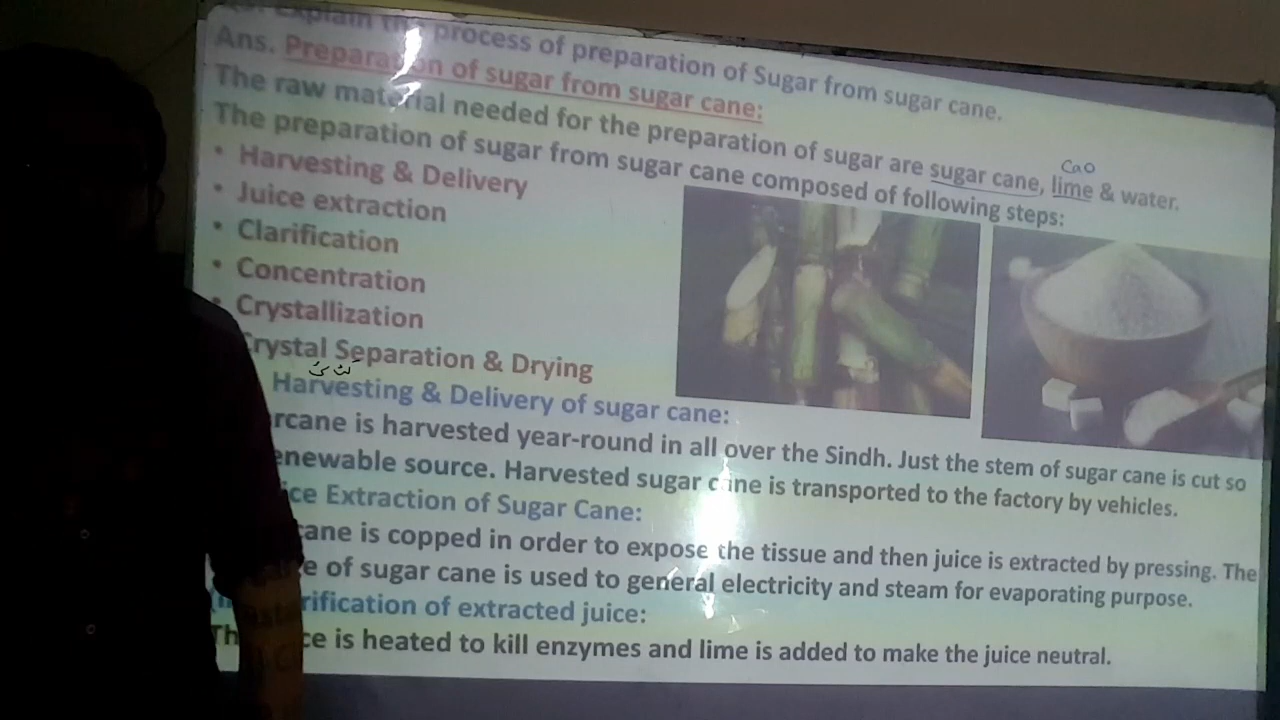 Explain the process of preparation of Sugar from sugar cane.
Ans. Preparation of sugar from sugar cane:
The raw material needed for the preparation of sugar are sugar cane, lime & water.
CaO
The preparation of sugar from sugar cane composed of following steps:
• Harvesting & Delivery
• Juice extraction
• Clarification
• Concentration
• Crystallization
Crystal Separation & Drying
Harvesting & Delivery of sugar cane:
rcane is harvested year-round in all over the Sindh. Just the stem of sugar cane is cut so
enewable source. Harvested sugar cane is transported to the factory by vehicles.
ice Extraction of Sugar Cane:
cane is copped in order to expose the tissue and then juice is extracted by pressing. The
e of sugar cane is used to general electricity and steam for evaporating purpose.
rification of extracted juice:
Th ce is heated to kill enzymes and lime is added to make the juice neutral.